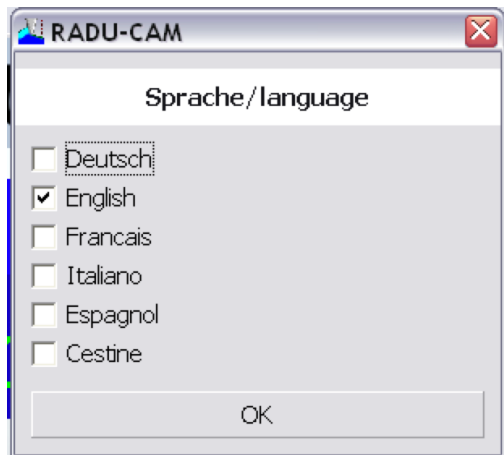 RADU-CAM
Sprache/language
Deutsch
English
Francais
Italiano
Espagnol
Cestine
OK